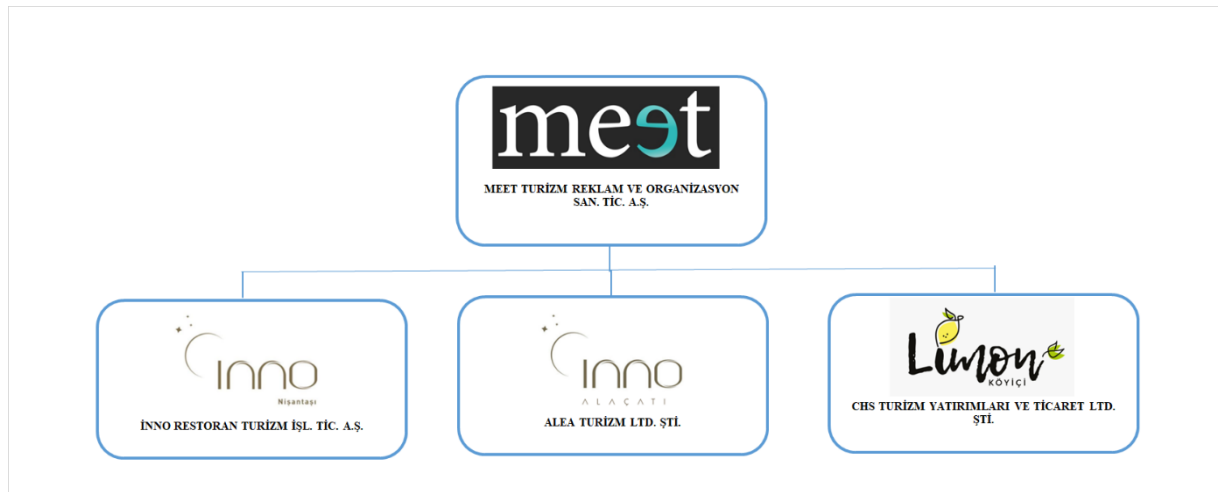 meet
MEET TURİZM REKLAM VE ORGANİZASYON
SAN. TİC. A.Ş.
INNO
Nişantaşı
İNNO RESTORAN TURİZM İŞL. TİC. A.Ş.
INNO
ALAÇATI
ALEA TURİZM LTD. ŞTİ.
Limon
KÖYİÇİ
CHS TURİZM YATIRIMLARI VE TİCARET LTD.
ŞTİ.